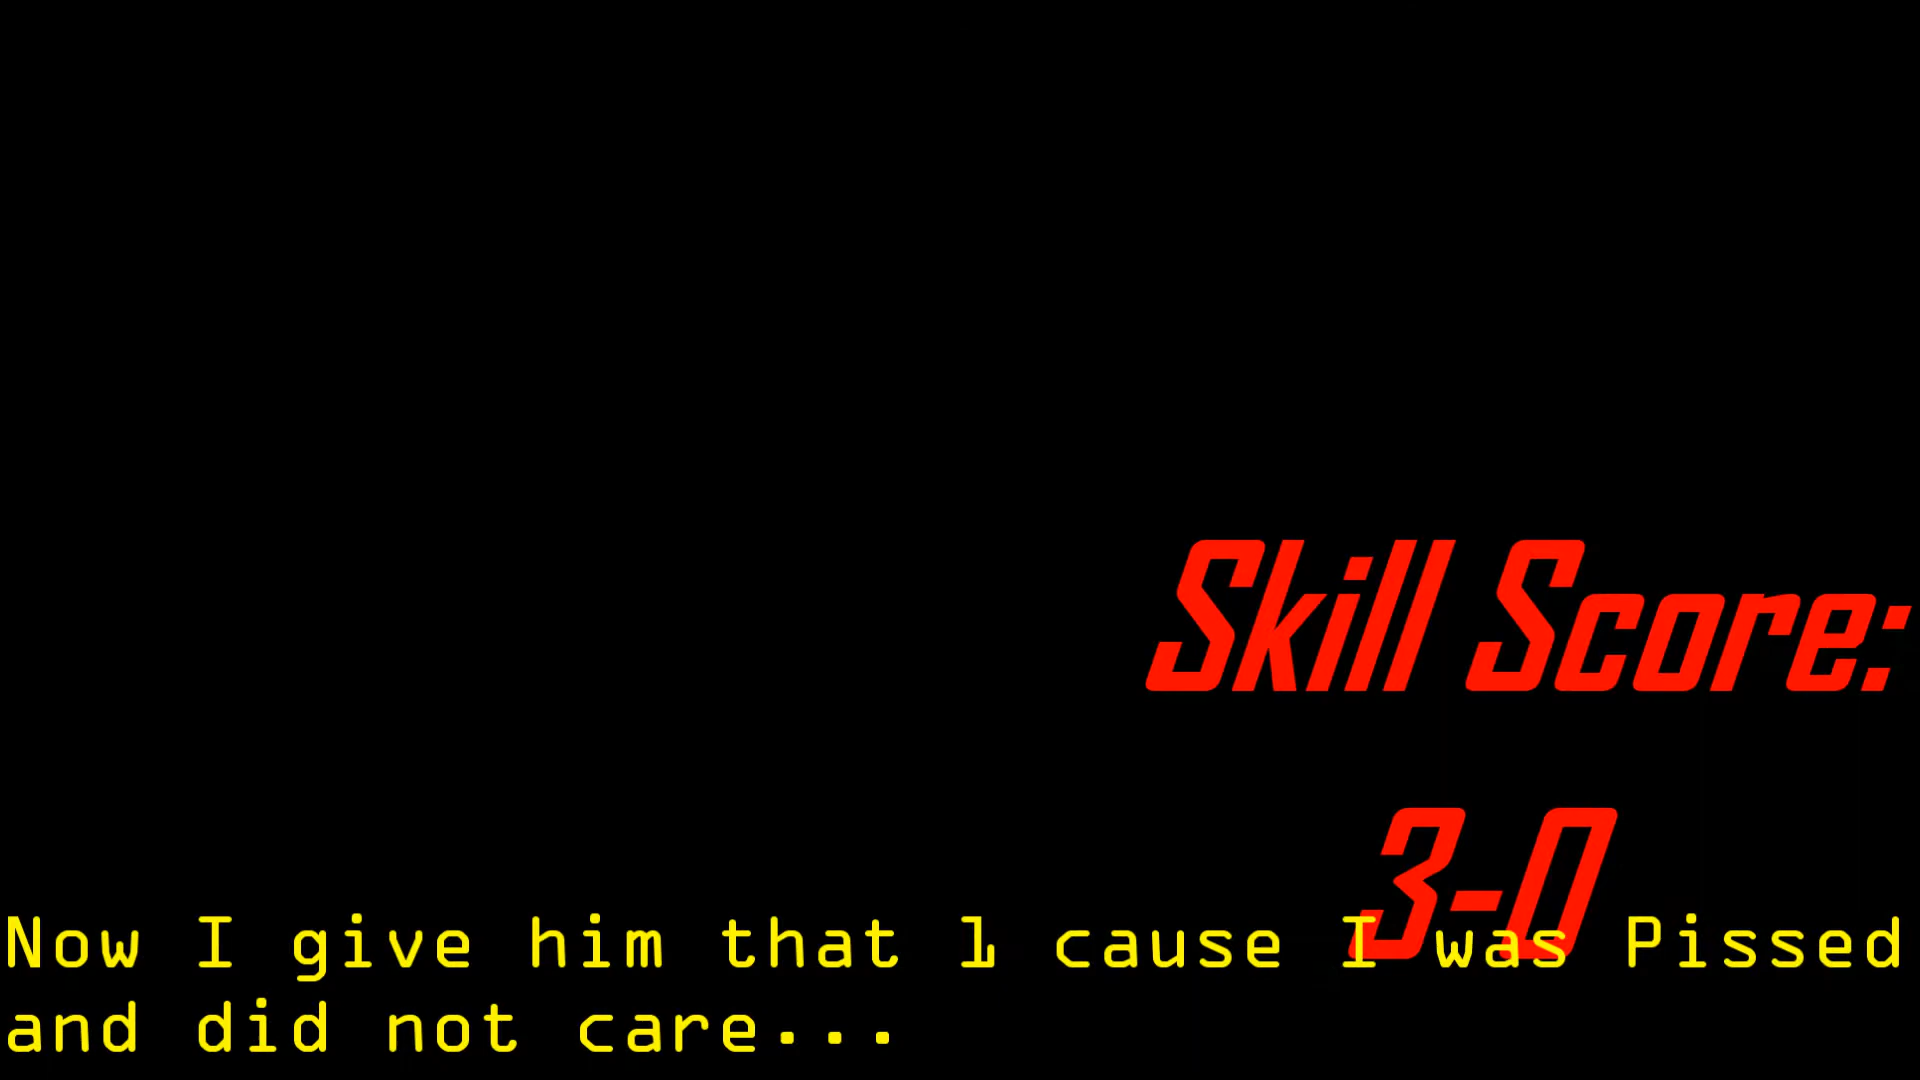 Skill Score:
3-0
Now I give him that 1 cause I was Pissed
and did not care...